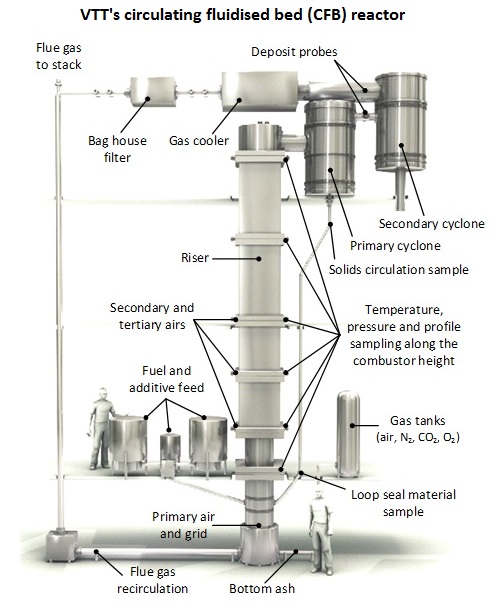 VTT's circulating fluidised bed (CFB) reactor
Flue gas
to stack
Deposit probes
Bag house
filter
Gas cooler
Secondary cyclone
Primary cyclone
Solids circulation sample
Riser
Secondary and
tertiary airs
Temperature,
pressure and profile
sampling along the
combustor height
Fuel and
additive feed
Gas tanks
(air, N₂, CO₂, O₂)
Loop seal material
sample
Primary air
and grid
Flue gas
recirculation
Bottom ash